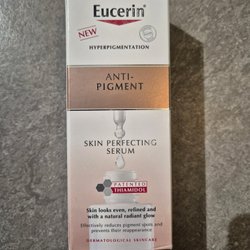 Eucerin
NEW
HYPERPIGMENTATION
ANTI-
PIGMENT
SKIN PERFECTING
SERUM
PATENTED
THIAMIDOL
Skin looks even, refined and
with a natural radiant glow
Effectively reduces pigment spots and
prevents their reappearance
DERMATOLOGICAL SKINCARE